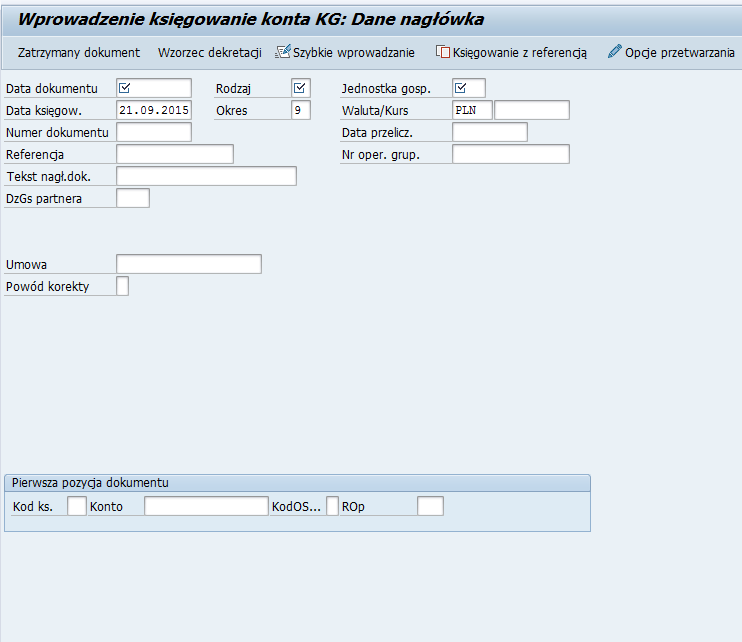 Wprowadzenie księgowanie konta KG: Dane nagłówka
Zatrzymany dokument Wzorzec dekretacji Szybkie wprowadzanie Księgowanie z referencją Opcje przetwarzania
Data dokumentu Rodzaj Jednostka gosp.
Data księgow. 21.09.2015 Okres 9 Waluta/Kurs PLN
Numer dokumentu Data przelicz.
Referencja Nr oper. grup.
Tekst nagł.dok.
DzGs partnera
Umowa
Powód korekty
Pierwsza pozycja dokumentu
Kod ks. Konto KodOS... ROp